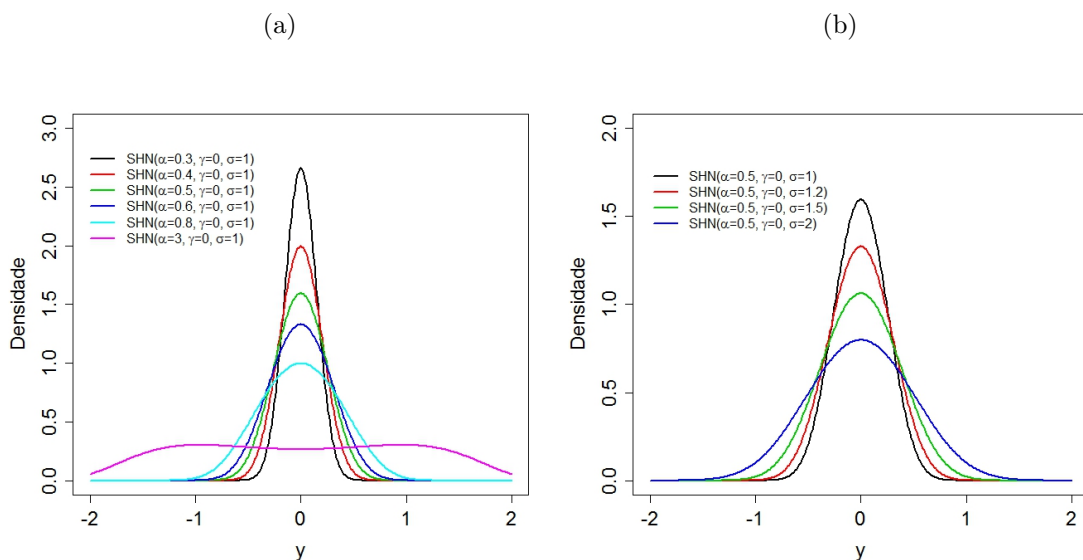 (a)
(b)
3.0
2.5
2.0
1.5
1.0
0.5
0.0
Densidade
SHN(α=0.3, γ=0, σ=1)
SHN(α=0.4, γ=0, σ=1)
SHN(α=0.5, γ=0, σ=1)
SHN(α=0.6, γ=0, σ=1)
SHN(α=0.8, γ=0, σ=1)
SHN(α=3, γ=0, σ=1)
-2 -1 0 1 2
y
2.0
1.5
1.0
0.5
0.0
Densidade
SHN(α=0.5, γ=0, σ=1)
SHN(α=0.5, γ=0, σ=1.2)
SHN(α=0.5, γ=0, σ=1.5)
SHN(α=0.5, γ=0, σ=2)
-2 -1 0 1 2
y